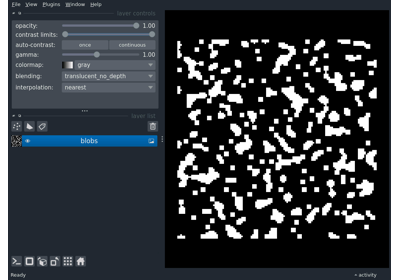 File View Plugins Window Help
layer controls
opacity: 1.00
contrast limits:
auto-contrast: once continuous
gamma: 1.00
colormap: gray
blending: translucent_no_depth
interpolation: nearest
layer list
blobs
Ready activity